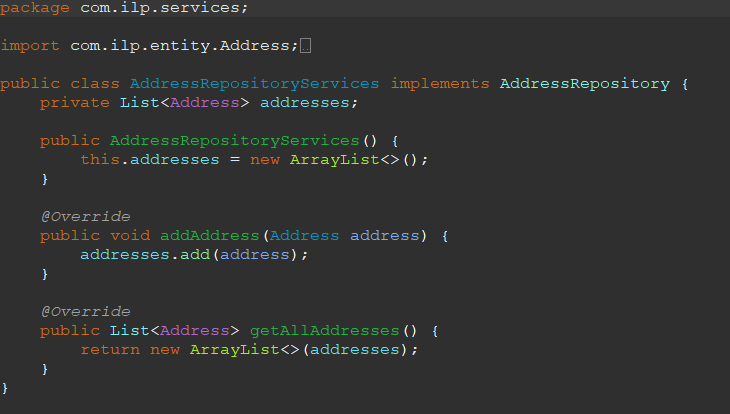 package com.ilp.services;
import com.ilp.entity.Address;
public class AddressRepositoryServices implements AddressRepository {
    private List<Address> addresses;
    public AddressRepositoryServices() {
        this.addresses = new ArrayList<>();
    }
    @Override
    public void addAddress(Address address) {
        addresses.add(address);
    }
    @Override
    public List<Address> getAllAddresses() {
        return new ArrayList<>(addresses);
    }
}